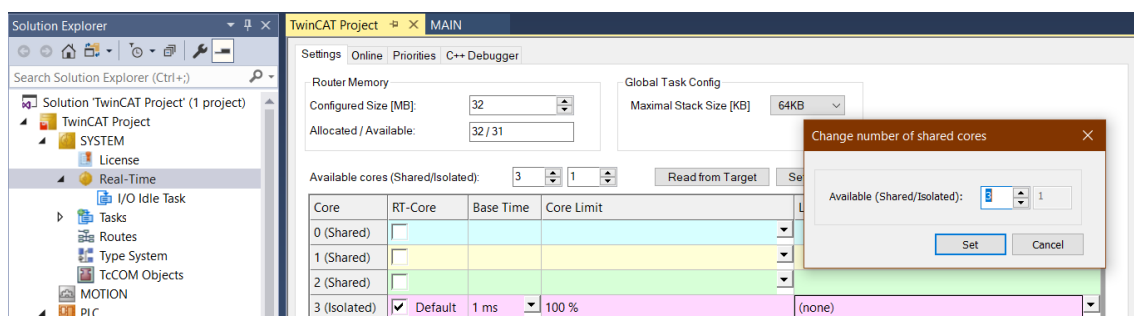 Solution Explorer
Search Solution Explorer (Ctrl+;)
Solution 'TwinCAT Project' (1 project)
TwinCAT Project
SYSTEM
License
Real-Time
I/O Idle Task
Tasks
Routes
Type System
TcCOM Objects
MOTION
PLC
TwinCAT Project MAIN
Settings Online Priorities C++ Debugger
Router Memory
Configured Size [MB]: 32
Allocated / Available: 32 / 31
Global Task Config
Maximal Stack Size [KB] 64KB
Available cores (Shared/Isolated): 3 1 Read from Target
Core RT-Core Base Time Core Limit
0 (Shared)
1 (Shared)
2 (Shared)
3 (Isolated) Default 1 ms 100 % (none)
Change number of shared cores
Available (Shared/Isolated): 3 1
Set Cancel